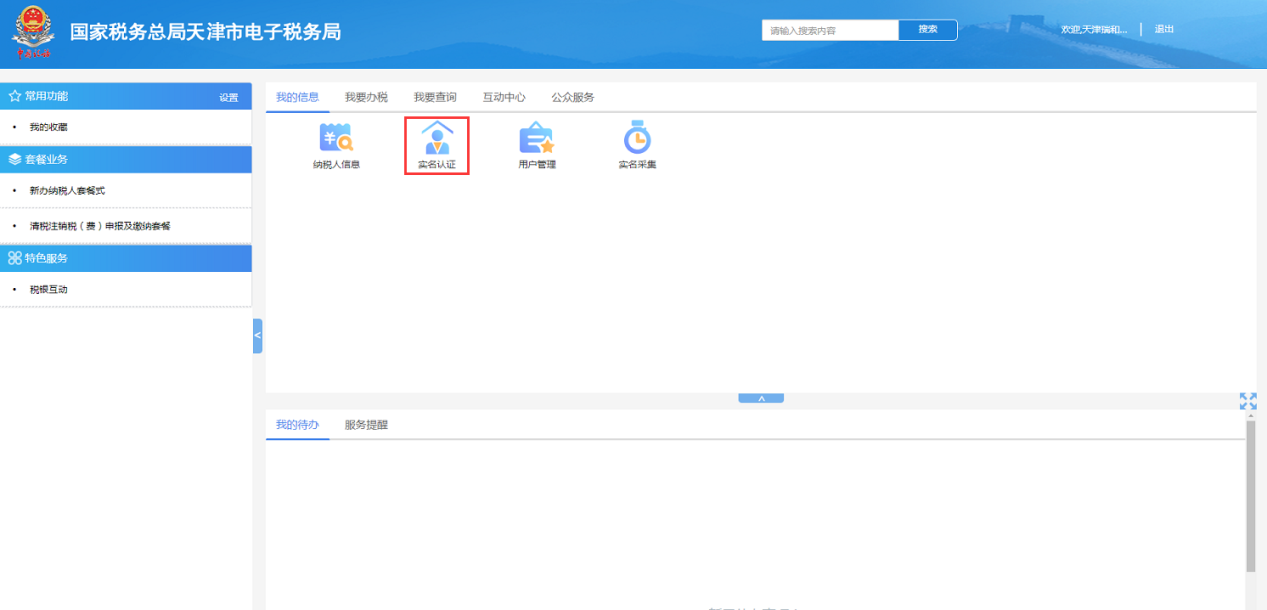 国家税务总局天津市电子税务局
请输入搜索内容
搜索
欢迎,天津瑞和...
退出
常用功能
设置
• 我的收藏
套餐业务
• 新办纳税人套餐式
• 清税注销税（费）申报及缴纳套餐
特色服务
• 税银互动
<
我的信息 我要办税 我要查询 互动中心 公众服务
纳税人信息 实名认证 用户管理 实名采集
我的待办 服务提醒